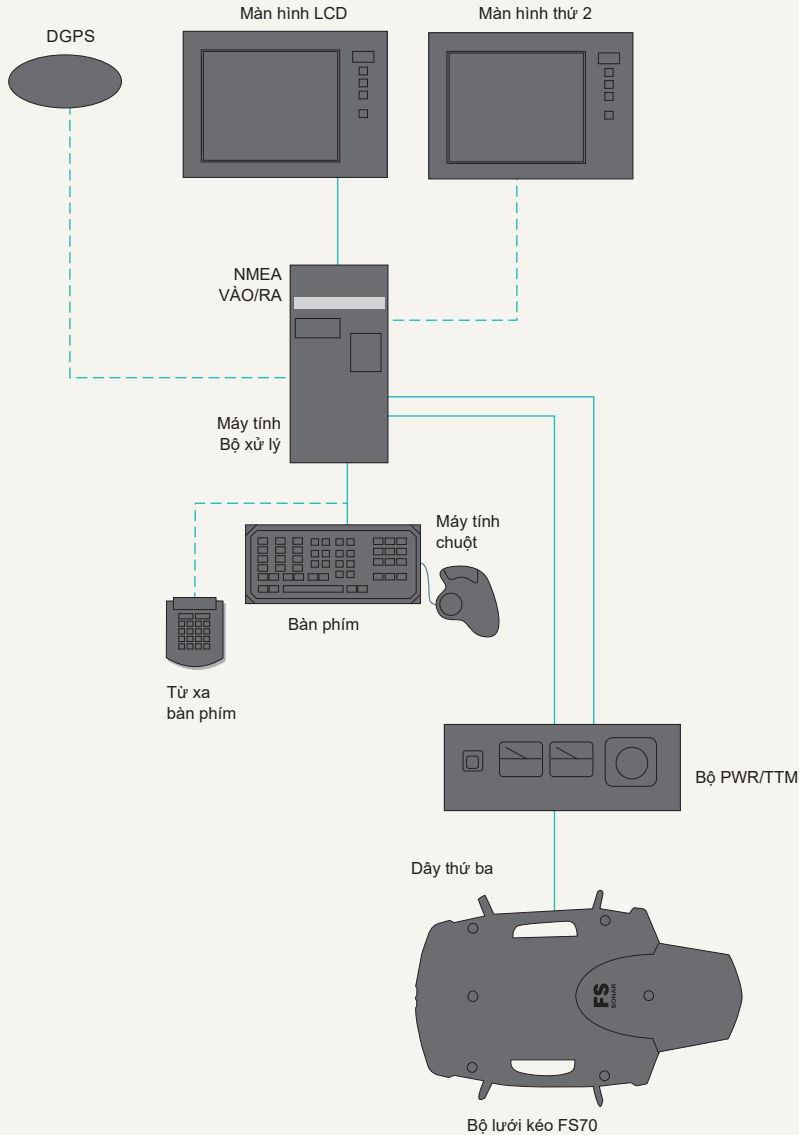 Màn hình LCD
Màn hình thứ 2
DGPS
NMEA
VÀO/RA
Máy tính
Bộ xử lý
Máy tính
chuột
Bàn phím
Từ xa
bàn phím
Bộ PWR/TTM
Dây thứ ba
FS
SONAR
Bộ lưới kéo FS70